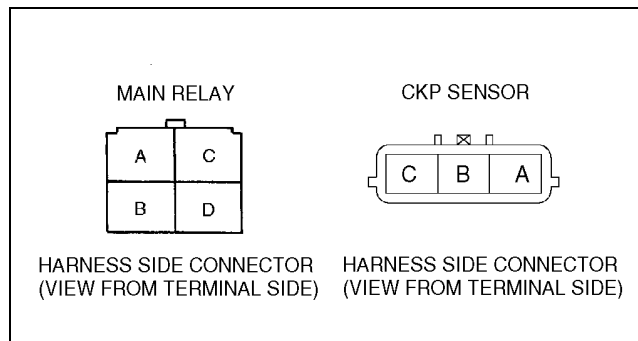 MAIN RELAY
A C
B D
HARNESS SIDE CONNECTOR
(VIEW FROM TERMINAL SIDE)
CKP SENSOR
C B A
HARNESS SIDE CONNECTOR
(VIEW FROM TERMINAL SIDE)